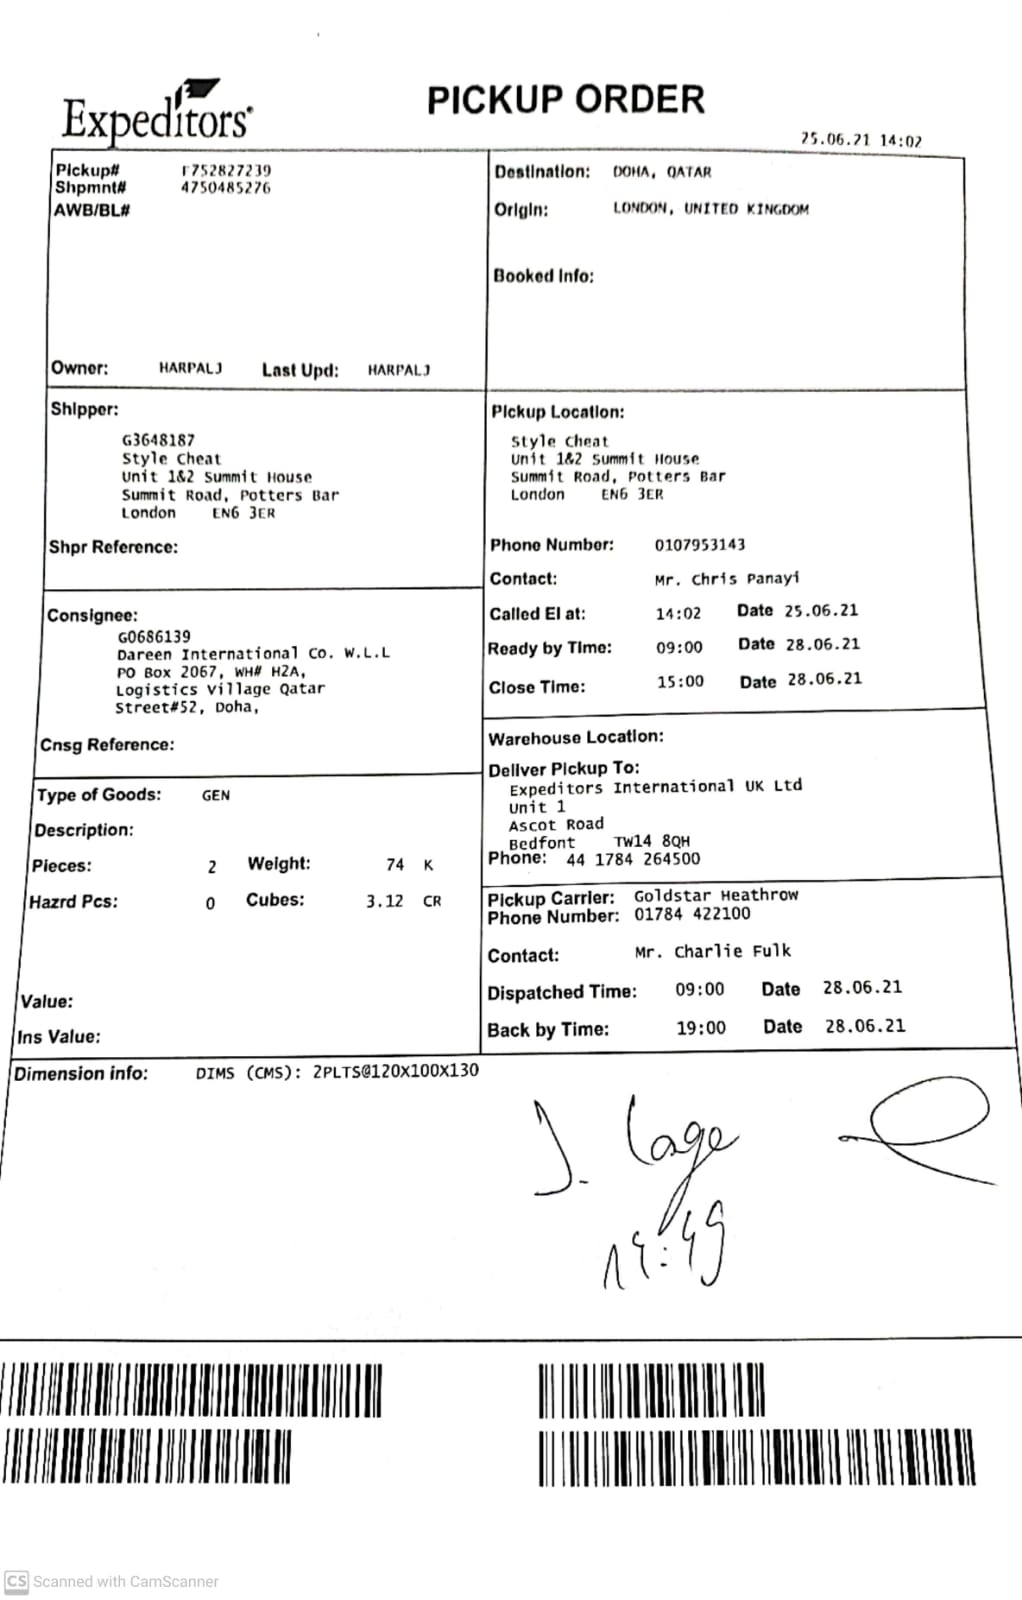 Expeditors®
PICKUP ORDER
25.06.21 14:02
Pickup# F752827239
Shpmnt# 4750485276
AWB/BL#
Owner: HARPALJ Last Upd: HARPALJ
Destination: DOHA, QATAR
Origin: LONDON, UNITED KINGDOM
Booked Info:
Shipper:
G3648187
Style Cheat
Unit 1&2 Summit House
Summit Road, Potters Bar
London EN6 3ER
Shpr Reference:
Pickup Location:
Style Cheat
Unit 1&2 Summit House
Summit Road, Potters Bar
London EN6 3ER
Phone Number: 0107953143
Contact: Mr. Chris Panayi
Called EI at: 14:02 Date 25.06.21
Ready by Time: 09:00 Date 28.06.21
Close Time: 15:00 Date 28.06.21
Consignee:
G0686139
Dareen International Co. W.L.L
PO Box 2067, WH# H2A,
Logistics Village Qatar
Street#52, Doha,
Cnsg Reference:
Warehouse Location:
Deliver Pickup To:
Expeditors International UK Ltd
Unit 1
Ascot Road
Bedfont TW14 8QH
Phone: 44 1784 264500
Type of Goods: GEN
Description:
Pieces: 2 Weight: 74 K
Hazrd Pcs: 0 Cubes: 3.12 CR
Value:
Ins Value:
Pickup Carrier: Goldstar Heathrow
Phone Number: 01784 422100
Contact: Mr. Charlie Fulk
Dispatched Time: 09:00 Date 28.06.21
Back by Time: 19:00 Date 28.06.21
Dimension info: DIMS (CMS): 2PLTS@120X100X130
14:49
CS Scanned with CamScanner